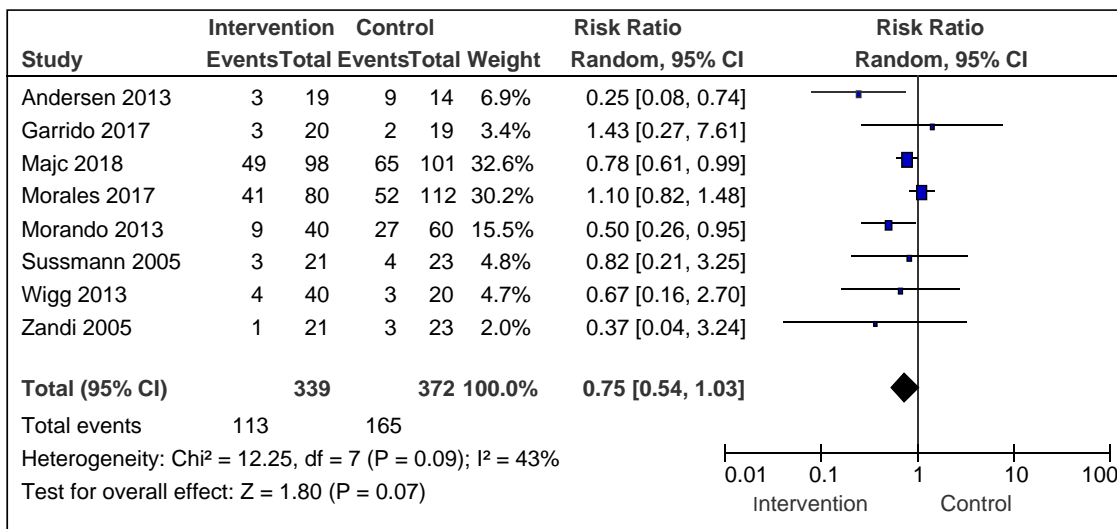 Intervention Control Risk Ratio Risk Ratio
Study EventsTotal EventsTotal Weight Random, 95% CI Random, 95% CI
Andersen 2013 3 19 9 14 6.9% 0.25 [0.08, 0.74]
Garrido 2017 3 20 2 19 3.4% 1.43 [0.27, 7.61]
Majc 2018 49 98 65 101 32.6% 0.78 [0.61, 0.99]
Morales 2017 41 80 52 112 30.2% 1.10 [0.82, 1.48]
Morando 2013 9 40 27 60 15.5% 0.50 [0.26, 0.95]
Sussmann 2005 3 21 4 23 4.8% 0.82 [0.21, 3.25]
Wigg 2013 4 40 3 20 4.7% 0.67 [0.16, 2.70]
Zandi 2005 1 21 3 23 2.0% 0.37 [0.04, 3.24]
Total (95% CI) 339 372 100.0% 0.75 [0.54, 1.03]
Total events 113 165
Heterogeneity: Chi² = 12.25, df = 7 (P = 0.09); I² = 43%
Test for overall effect: Z = 1.80 (P = 0.07)
0.01 0.1 1 10 100
Intervention Control